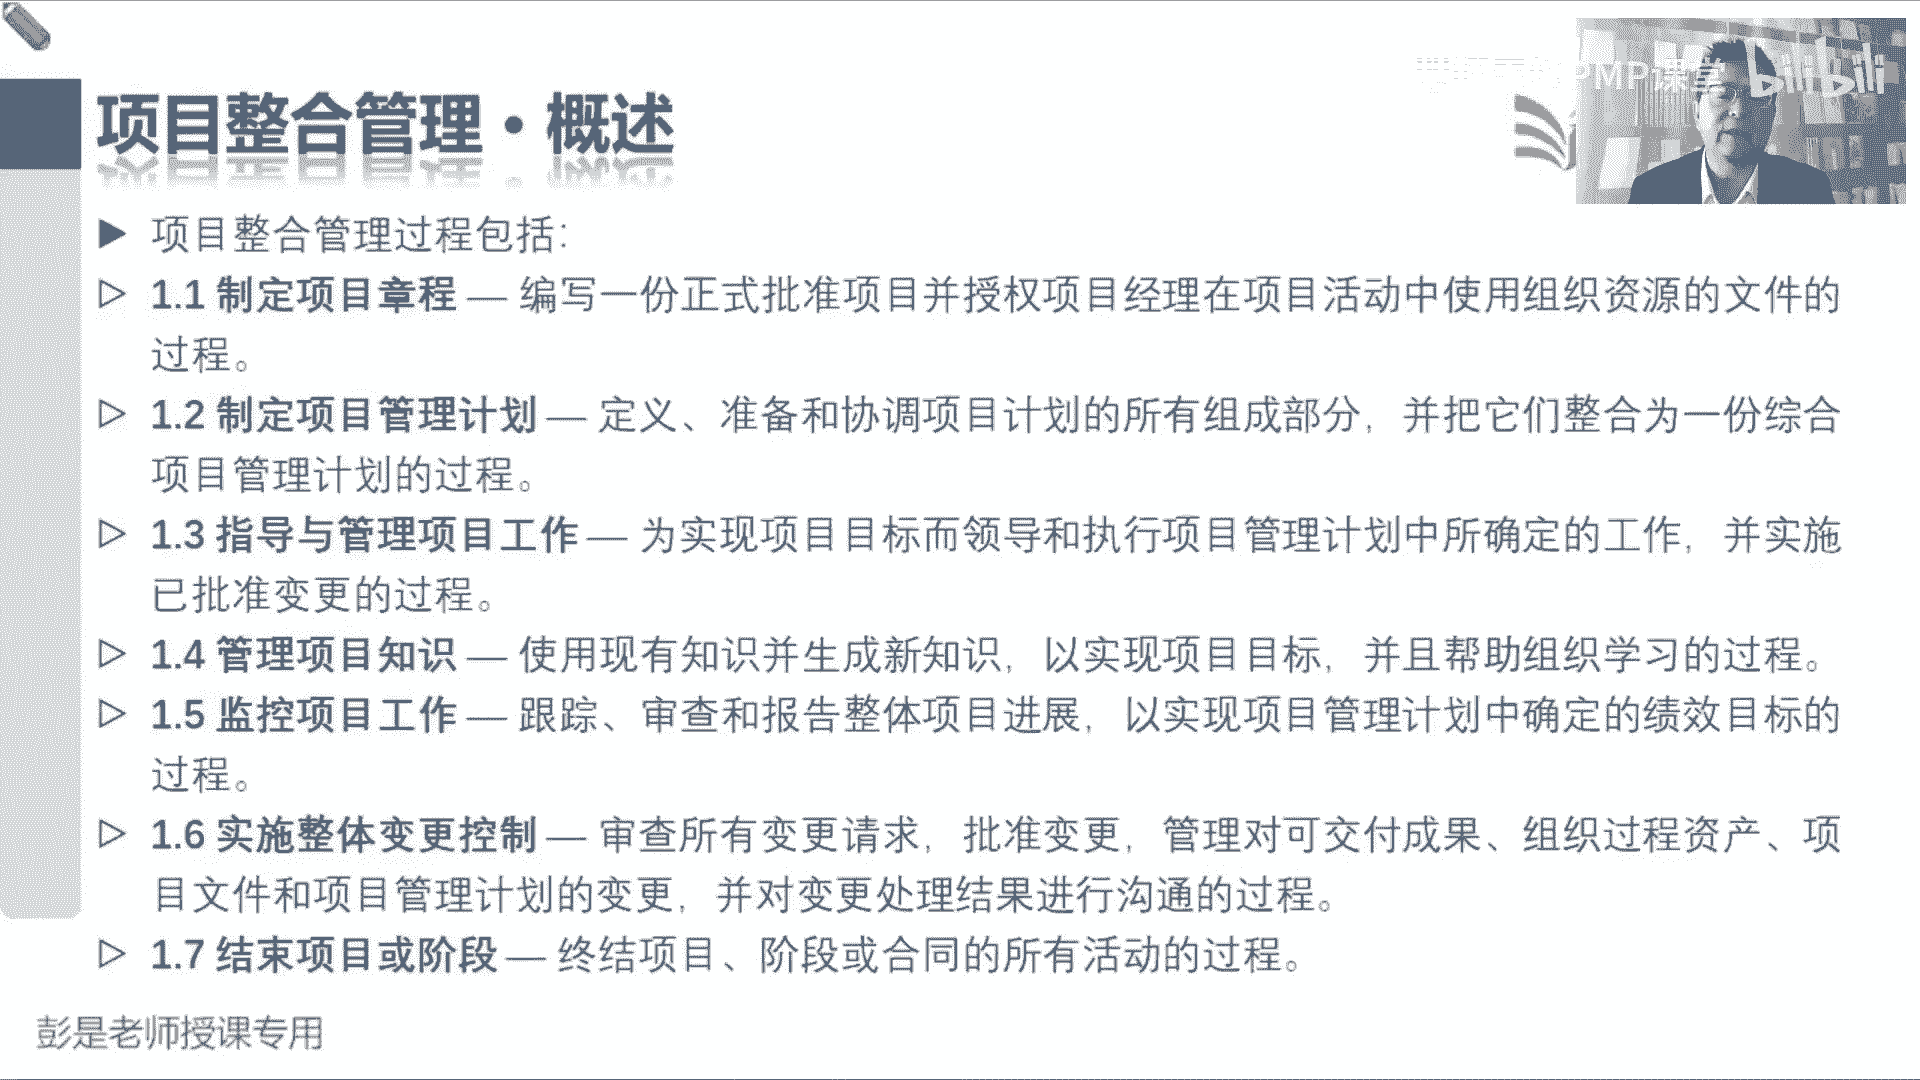 PMP课堂 bilibili
项目整合管理・概述
项目整合管理过程包括：
1.1 制定项目章程 — 编写一份正式批准项目并授权项目经理在项目活动中使用组织资源的文件的
过程。
1.2 制定项目管理计划 — 定义、准备和协调项目计划的所有组成部分，并把它们整合为一份综合
项目管理计划的过程。
1.3 指导与管理项目工作 — 为实现项目目标而领导和执行项目管理计划中所确定的工作，并实施
已批准变更的过程。
1.4 管理项目知识 — 使用现有知识并生成新知识，以实现项目目标，并且帮助组织学习的过程。
1.5 监控项目工作 — 跟踪、审查和报告整体项目进展，以实现项目管理计划中确定的绩效目标的
过程。
1.6 实施整体变更控制 — 审查所有变更请求，批准变更，管理对可交付成果、组织过程资产、项
目文件和项目管理计划的变更，并对变更处理结果进行沟通的过程。
1.7 结束项目或阶段 — 终结项目、阶段或合同的所有活动的过程。
彭是老师授课专用